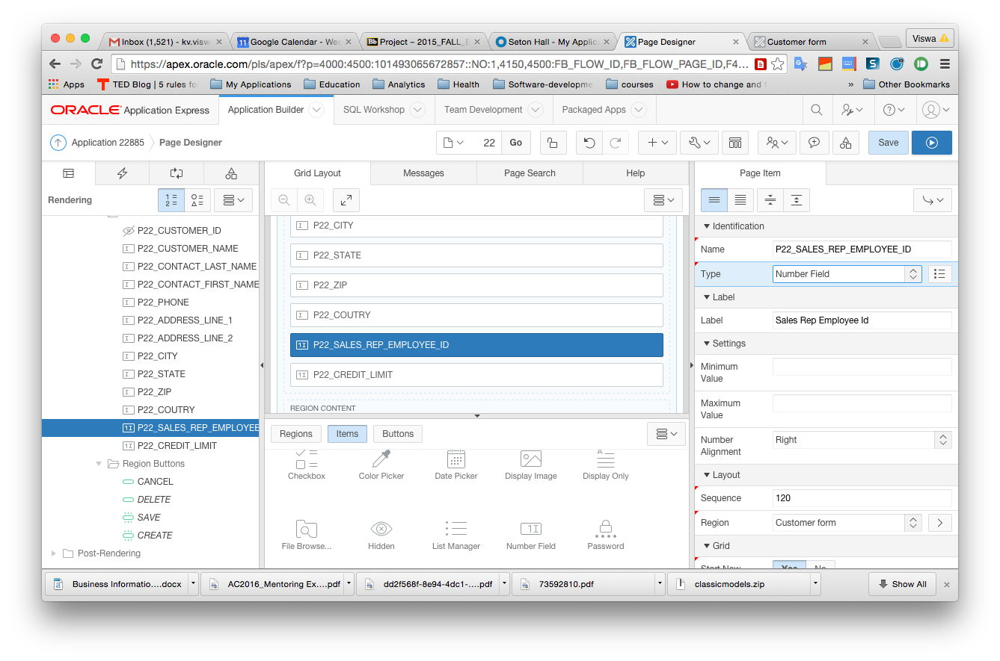 Inbox (1,521) - kv.visw
Google Calendar - Wee
Project – 2015_FALL_E
Seton Hall - My Applica
Page Designer
Customer form
Viswa
https://apex.oracle.com/pls/apex/f?p=4000:4500:101493065672857::NO:1,4150,4500:FB_FLOW_ID,FB_FLOW_PAGE_ID,F4...
Apps
TED Blog | 5 rules fo
My Applications
Education
Analytics
Health
Software-developme
courses
How to change and
»
Other Bookmarks
ORACLE Application Express
Application Builder
SQL Workshop
Team Development
Packaged Apps
Application 22885
Page Designer
22
Go
Save
Grid Layout
Messages
Page Search
Help
Page Item
Rendering
P22_CUSTOMER_ID
P22_CUSTOMER_NAME
P22_CONTACT_LAST_NAME
P22_CONTACT_FIRST_NAME
P22_PHONE
P22_ADDRESS_LINE_1
P22_ADDRESS_LINE_2
P22_CITY
P22_STATE
P22_ZIP
P22_COUTRY
P22_SALES_REP_EMPLOYEE
P22_CREDIT_LIMIT
Region Buttons
CANCEL
DELETE
SAVE
CREATE
Post-Rendering
P22_CITY
P22_STATE
P22_ZIP
P22_COUTRY
P22_SALES_REP_EMPLOYEE_ID
P22_CREDIT_LIMIT
REGION CONTENT
Regions
Items
Buttons
Checkbox
Color Picker
Date Picker
Display Image
Display Only
File Browse...
Hidden
List Manager
Number Field
Password
Identification
Name P22_SALES_REP_EMPLOYEE_ID
Type Number Field
Label
Label Sales Rep Employee Id
Settings
Minimum
Value
Maximum
Value
Number Right
Alignment
Layout
Sequence 120
Region Customer form
Grid
Start New Yes No
Business Informatio....docx
AC2016_Mentoring Ex....pdf
dd2f568f-8e94-4dc1-....pdf
73592810.pdf
classicmodels.zip
Show All